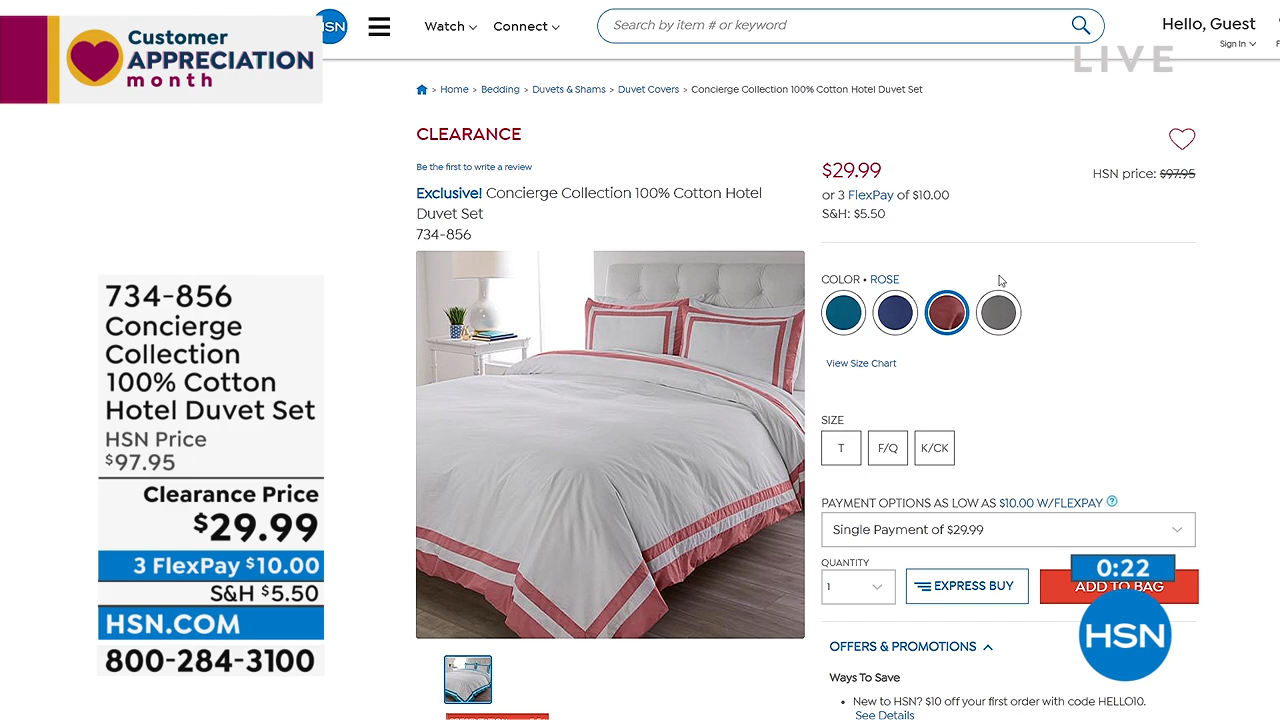 Customer
APPRECIATION
month
HSN
Watch
Connect
Search by item # or keyword
Hello, Guest
Sign In
LIVE
> Home > Bedding > Duvets & Shams > Duvet Covers > Concierge Collection 100% Cotton Hotel Duvet Set
CLEARANCE
Be the first to write a review
Exclusive! Concierge Collection 100% Cotton Hotel
Duvet Set
734-856
$29.99
HSN price: $97.95
or 3 FlexPay of $10.00
S&H: $5.50
COLOR • ROSE
View Size Chart
SIZE
T
F/Q
K/CK
PAYMENT OPTIONS AS LOW AS $10.00 W/FLEXPAY ?
Single Payment of $29.99
QUANTITY
1
EXPRESS BUY
0:22
ADD TO BAG
HSN
OFFERS & PROMOTIONS
Ways To Save
• New to HSN? $10 off your first order with code HELLO10.
See Details
734-856
Concierge
Collection
100% Cotton
Hotel Duvet Set
HSN Price
$97.95
Clearance Price
$29.99
3 FlexPay $10.00
S&H $5.50
HSN.COM
800-284-3100